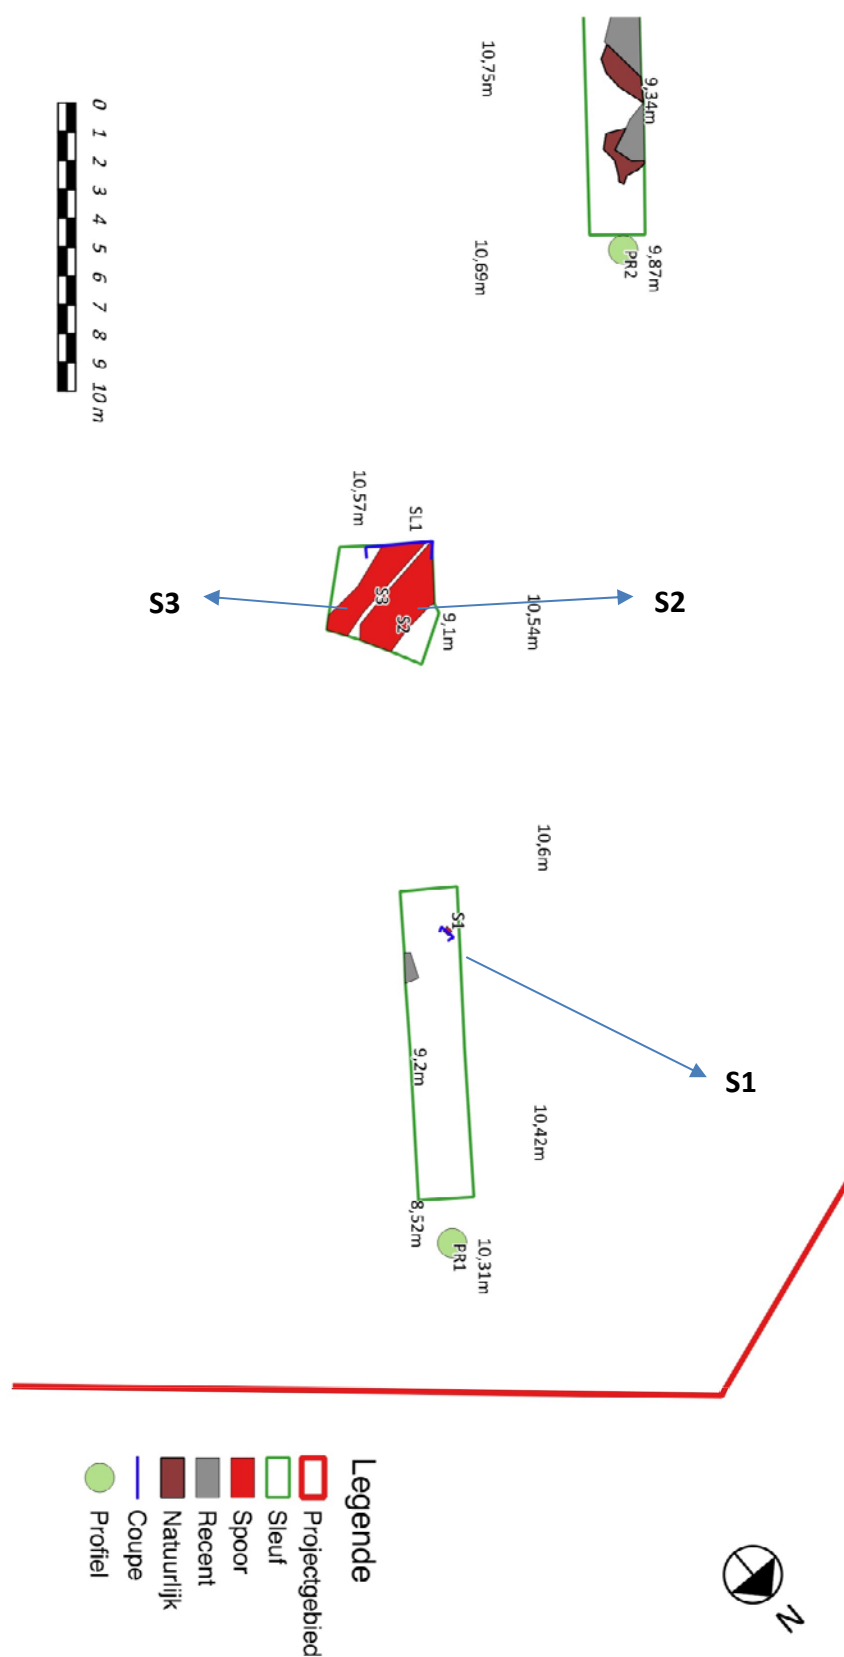 10,75m
9,34m
0 1 2 3 4 5 6 7 8 9 10 m
10,69m
9,87m
PR2
10,57m
SL1
S3
S3
S2
S2
9,1m
10,54m
10,6m
S1
S1
9,2m
10,42m
8,52m
PR1
10,31m
Legende
Projectgebied
Sleuf
Spoor
Recent
Natuurlijk
Coupe
Profiel
N